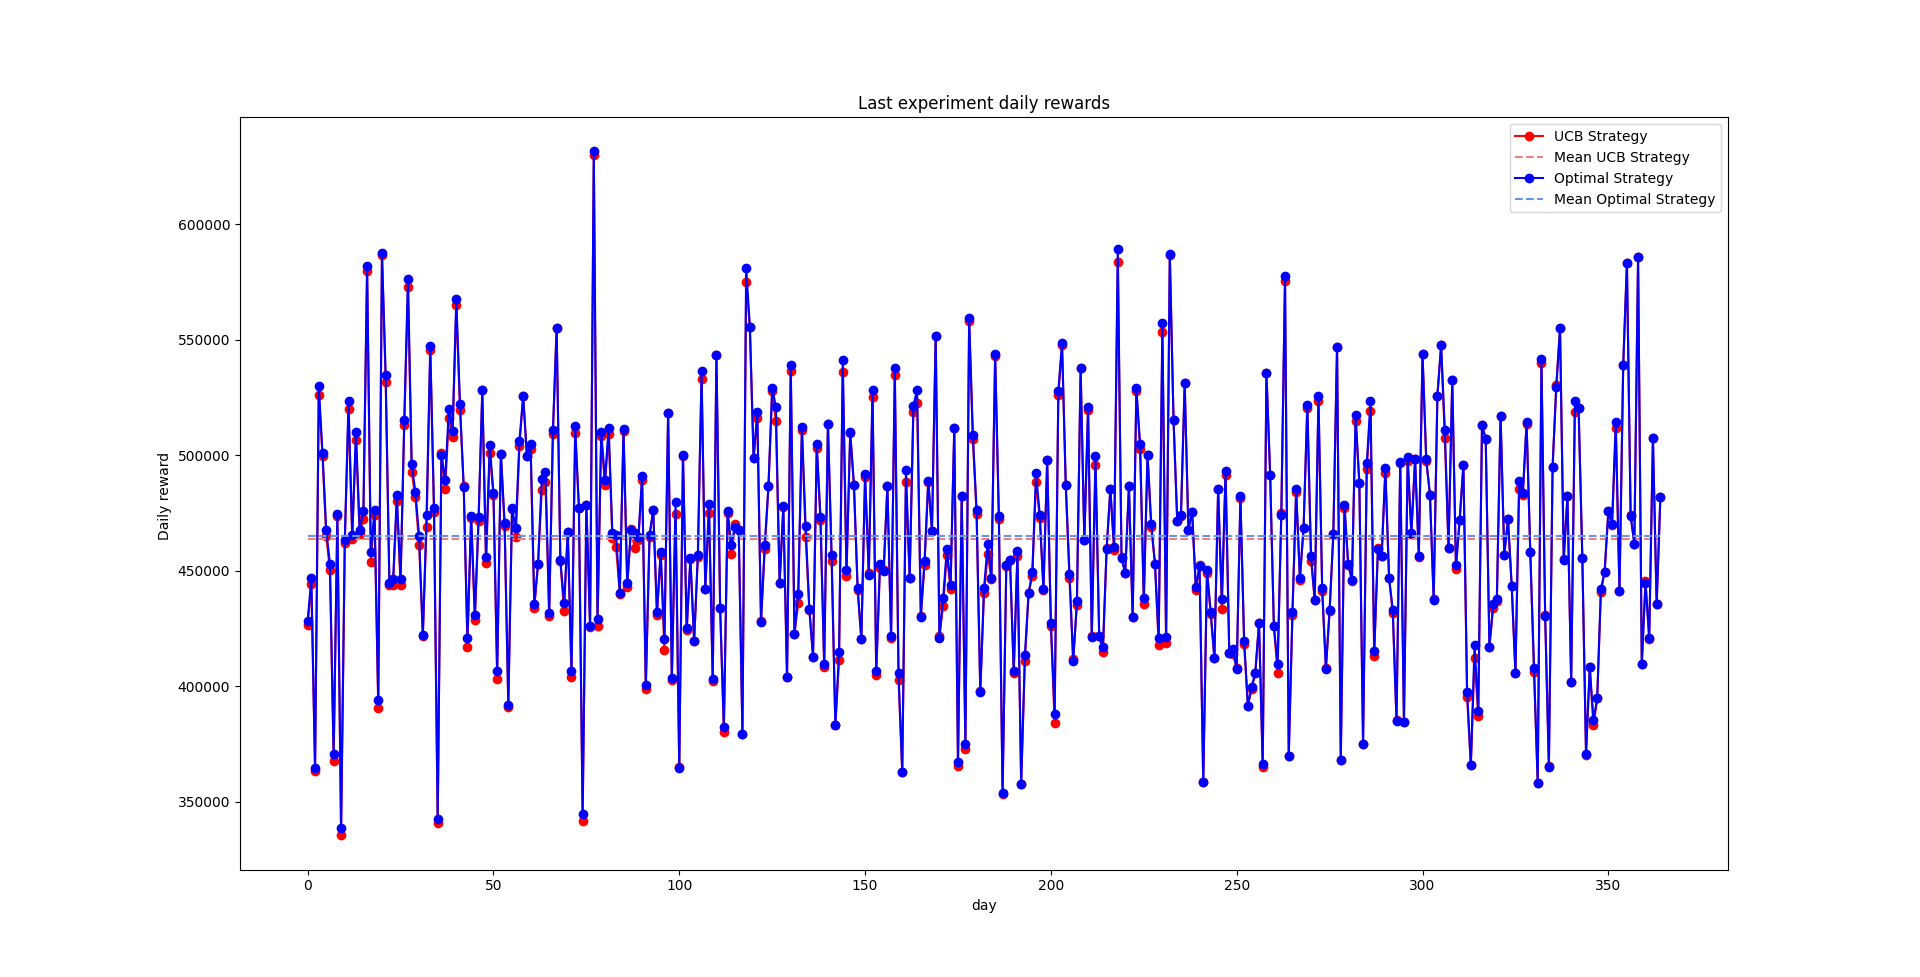 Last experiment daily rewards
UCB Strategy
Mean UCB Strategy
Optimal Strategy
Mean Optimal Strategy
600000
550000
500000
450000
400000
350000
Daily reward
0 50 100 150 200 250 300 350
day